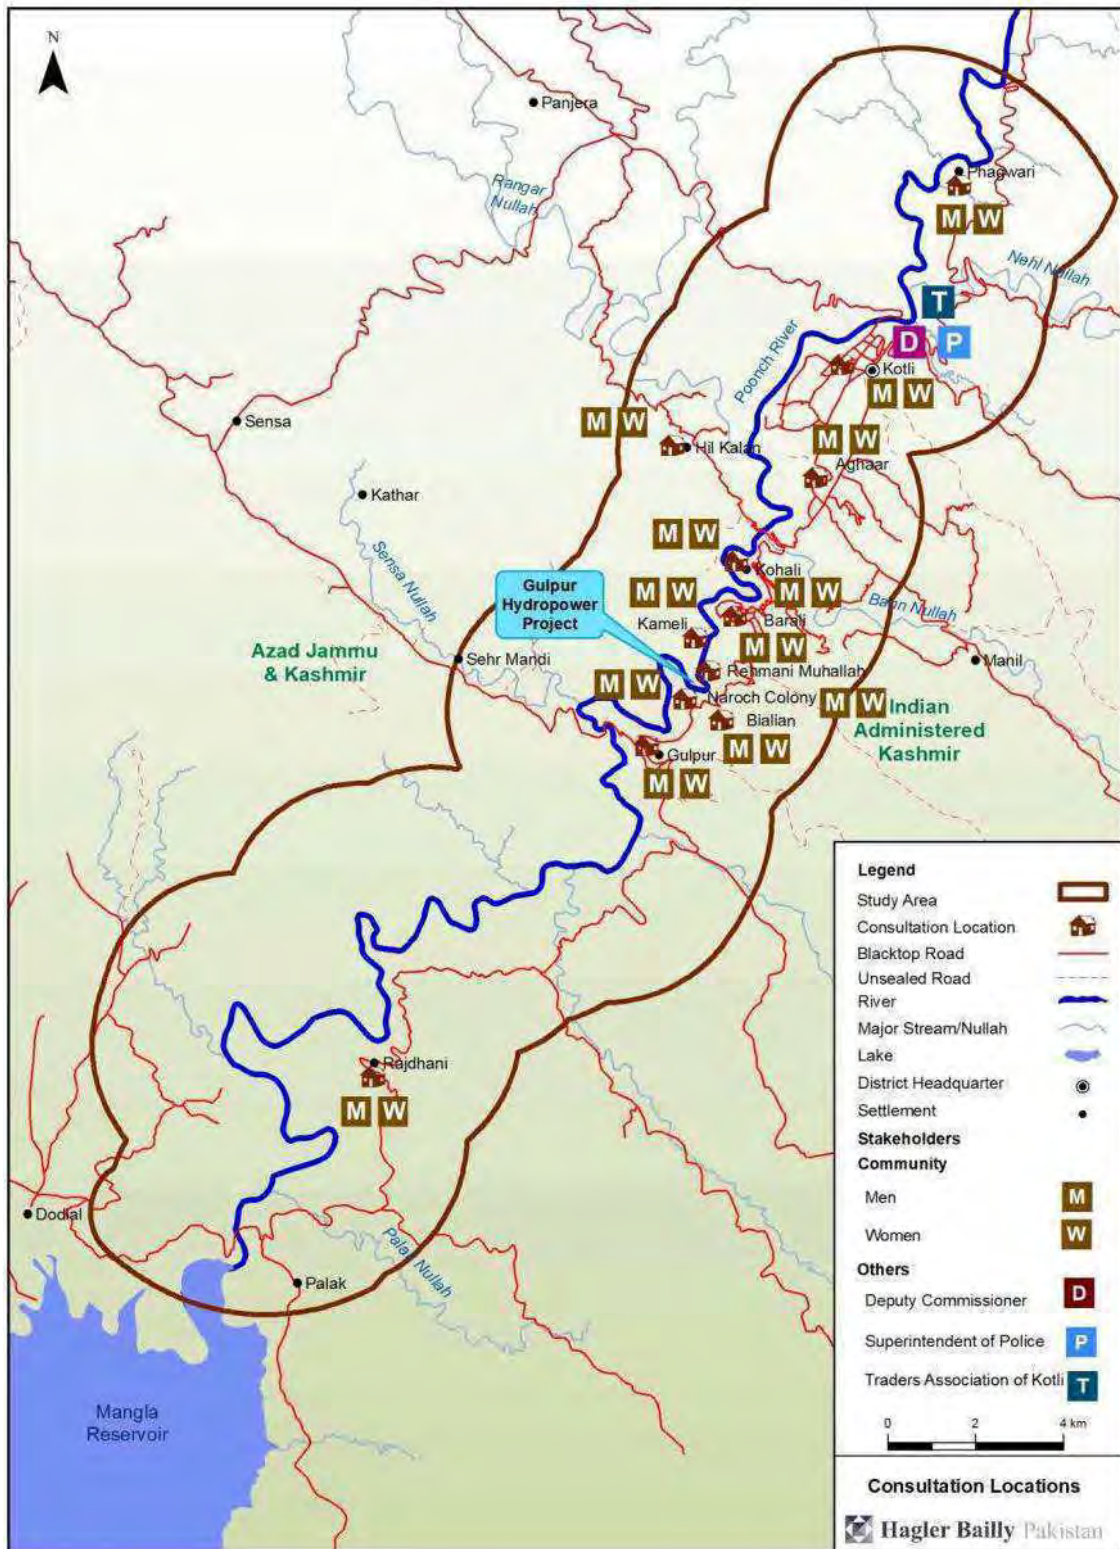 N
Panjera
Rangar
Nullah
Phagwari
M W
Nehl Nullah
T
D P
Poonch River
Kotli
M W
M W
Sensa
Hil Kalan
M W
Aghaar
Kathar
M W
Sensa Nullah
Kohali
Gulpur
Hydropower
Project
M W
M W
Bann Nullah
Kameli
Barali
Azad Jammu
& Kashmir
Sehr Mandi
M W
Manil
Rehmani Muhallah
M W
Naroch Colony
M W
Indian
Administered
Kashmir
Bialian
Gulpur
M W
M W
Rajdhani
M W
Dodial
Palak Nullah
Palak
Mangla
Reservoir
Legend
Study Area
Consultation Location
Blacktop Road
Unsealed Road
River
Major Stream/Nullah
Lake
District Headquarter
Settlement
Stakeholders
Community
Men M
Women W
Others
Deputy Commissioner D
Superintendent of Police P
Traders Association of Kotli T
0 2 4 km
Consultation Locations
Hagler Bailly Pakistan